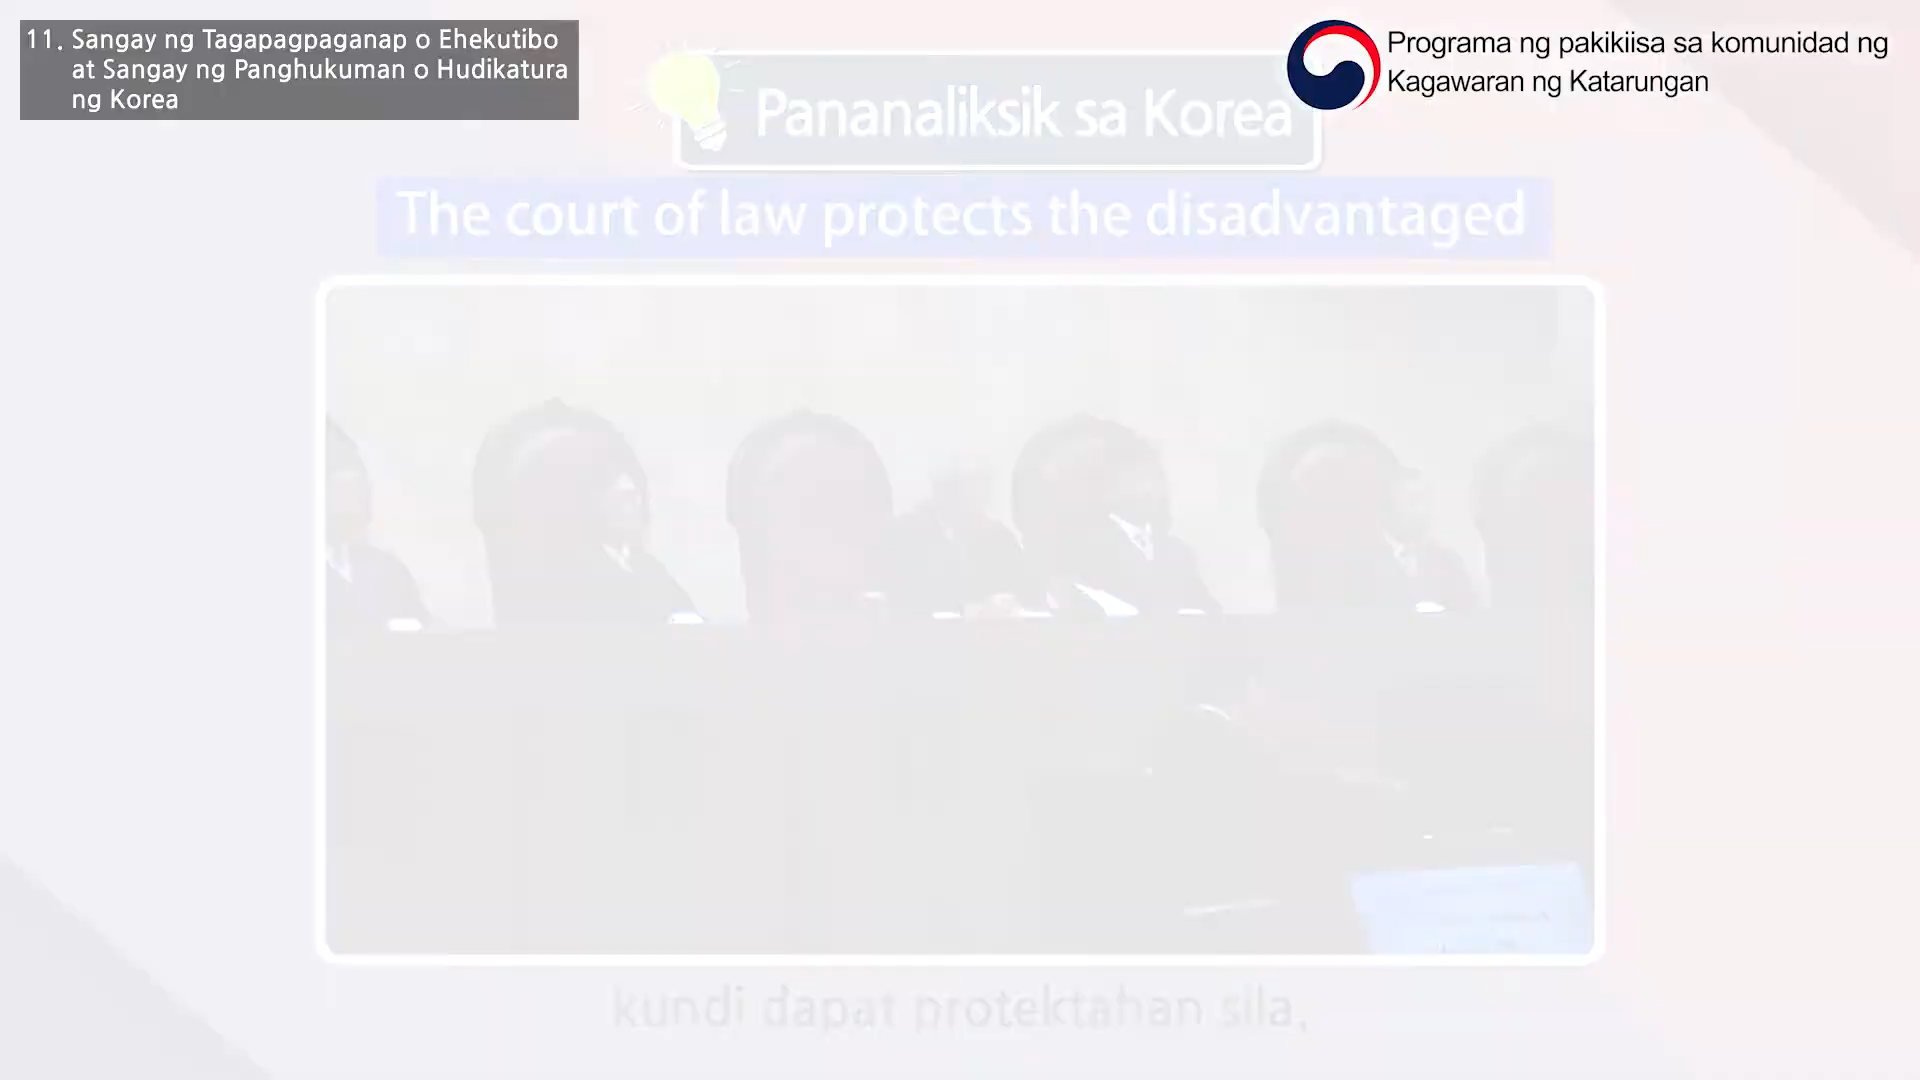 11. Sangay ng Tagapagpaganap o Ehekutibo
at Sangay ng Panghukuman o Hudikatura
ng Korea
Programa ng pakikiisa sa komunidad ng
Kagawaran ng Katarungan
Pananaliksik sa Korea
The court of law protects the disadvantaged
kundi dapat protektahan sila,